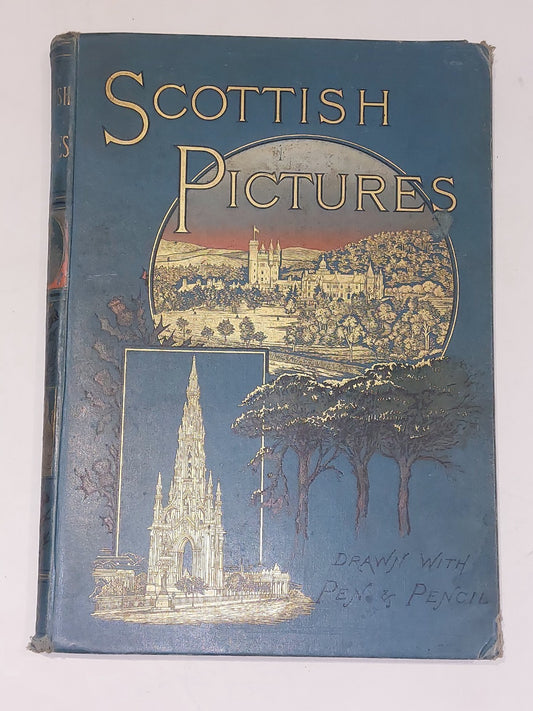 SCOTTISH
PICTURES
DRAWN WITH
PEN & PENCIL